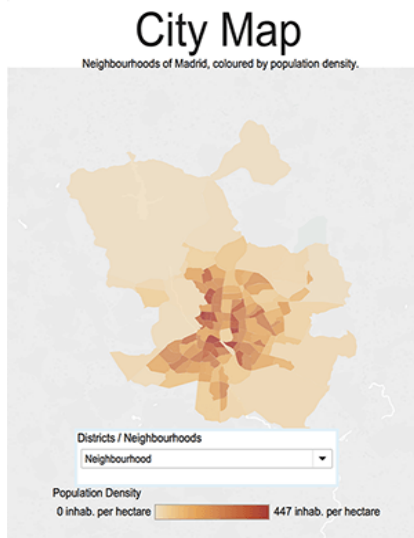 City Map
Neighbourhoods of Madrid, coloured by population density.
Districts / Neighbourhoods
Neighbourhood
Population Density
0 inhab. per hectare 447 inhab. per hectare